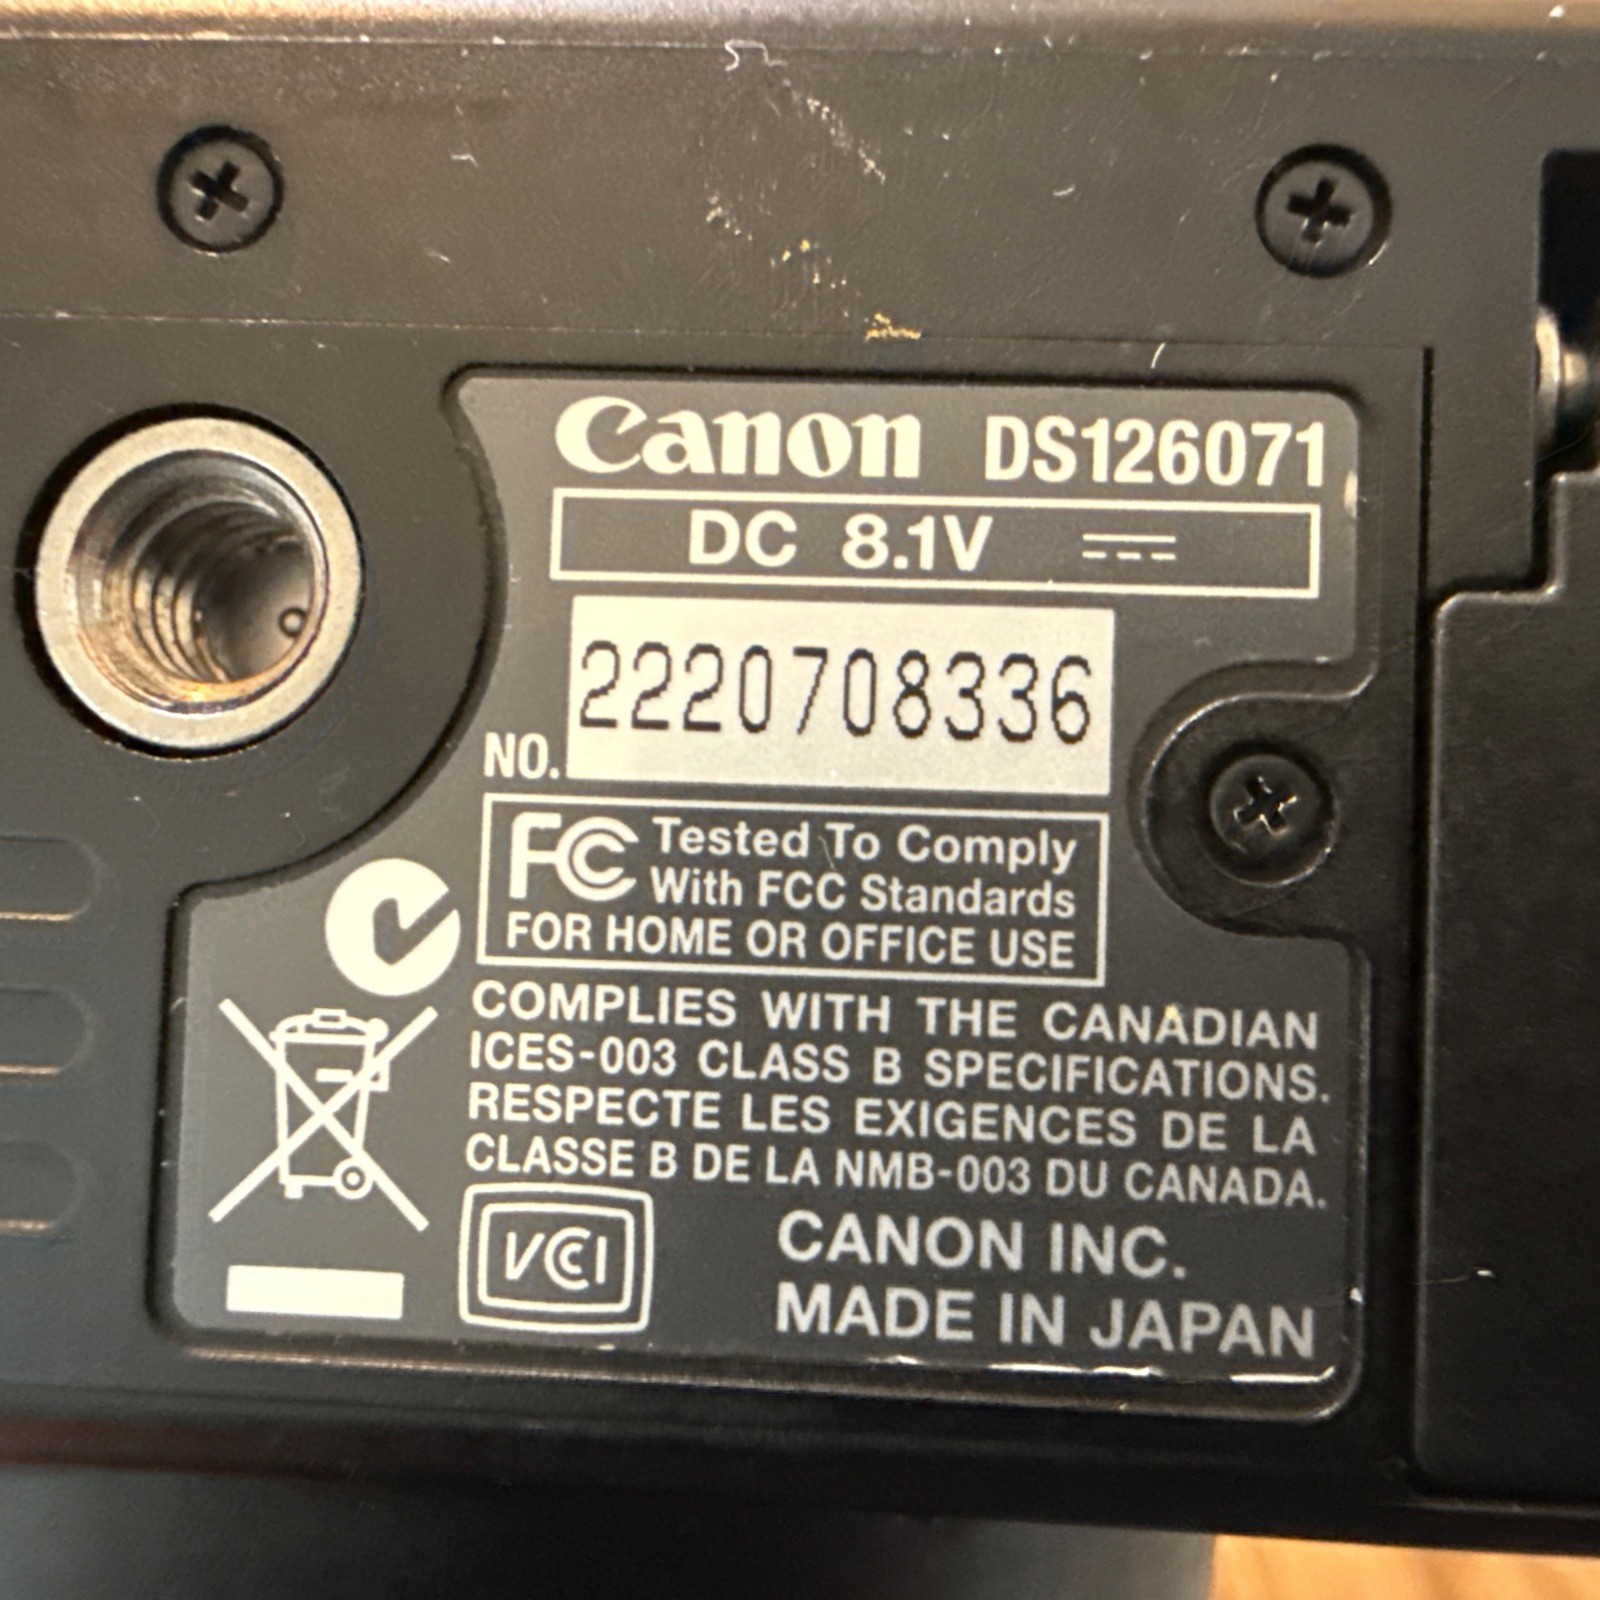 Canon DS126071
DC 8.1V
2220708336
NO.
FC Tested To Comply
With FCC Standards
FOR HOME OR OFFICE USE
COMPLIES WITH THE CANADIAN
ICES-003 CLASS B SPECIFICATIONS.
RESPECTE LES EXIGENCES DE LA
CLASSE B DE LA NMB-003 DU CANADA.
VCCI
CANON INC.
MADE IN JAPAN